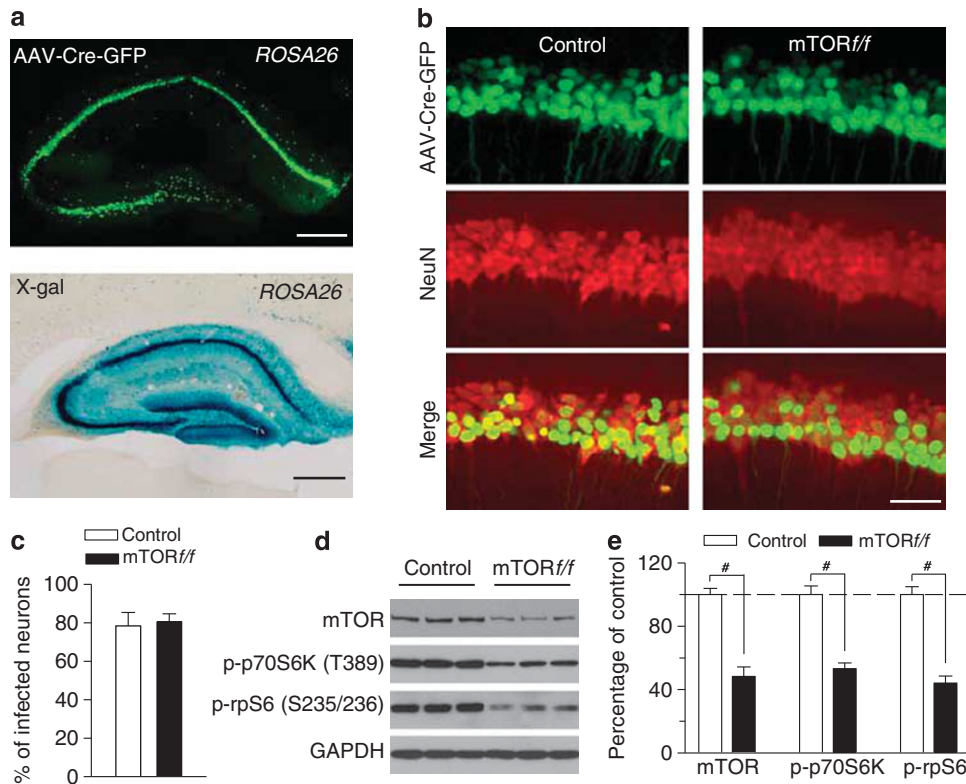 a
AAV-Cre-GFP ROSA26
X-gal ROSA26
b
Control mTORf/f
AAV-Cre-GFP
NeuN
Merge
c
Control
mTORf/f
% of infected neurons
100
80
60
40
20
0
d
Control mTORf/f
mTOR
p-p70S6K (T389)
p-rpS6 (S235/236)
GAPDH
e
Control mTORf/f
Percentage of control
120
80
40
0
# # #
mTOR p-p70S6K p-rpS6